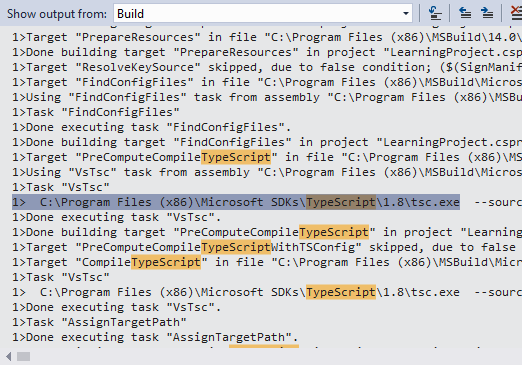 Show output from: Build
1>Target "PrepareResources" in file "C:\Program Files (x86)\MSBuild\14.0\
1>Done building target "PrepareResources" in project "LearningProject.csp
1>Target "ResolveKeySource" skipped, due to false condition; ($(SignManif
1>Target "FindConfigFiles" in file "C:\Program Files (x86)\MSBuild\Micros
1>Using "FindConfigFiles" task from assembly "C:\Program Files (x86)\MSBu
1>Task "FindConfigFiles"
1>Done executing task "FindConfigFiles".
1>Done building target "FindConfigFiles" in project "LearningProject.cspr
1>Target "PreComputeCompileTypeScript" in file "C:\Program Files (x86)\MS
1>Using "VsTsc" task from assembly "C:\Program Files (x86)\MSBuild\Micros
1>Task "VsTsc"
1>  C:\Program Files (x86)\Microsoft SDKs\TypeScript\1.8\tsc.exe  --sourc
1>Done executing task "VsTsc".
1>Done building target "PreComputeCompileTypeScript" in project "Learning
1>Target "PreComputeCompileTypeScriptWithTSConfig" skipped, due to false
1>Target "CompileTypeScript" in file "C:\Program Files (x86)\MSBuild\Micr
1>Task "VsTsc"
1>  C:\Program Files (x86)\Microsoft SDKs\TypeScript\1.8\tsc.exe  --sourc
1>Done executing task "VsTsc".
1>Task "AssignTargetPath"
1>Done executing task "AssignTargetPath".